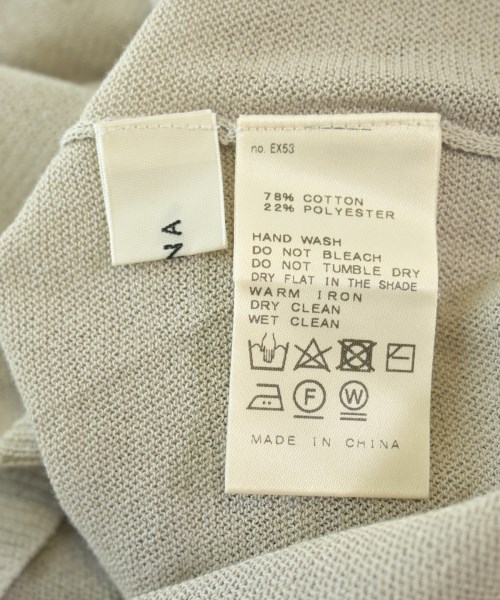 no. EX53
78% COTTON
22% POLYESTER
HAND WASH
DO NOT BLEACH
DO NOT TUMBLE DRY
DRY FLAT IN THE SHADE
WARM IRON
DRY CLEAN
WET CLEAN
F W
MADE IN CHINA
NA